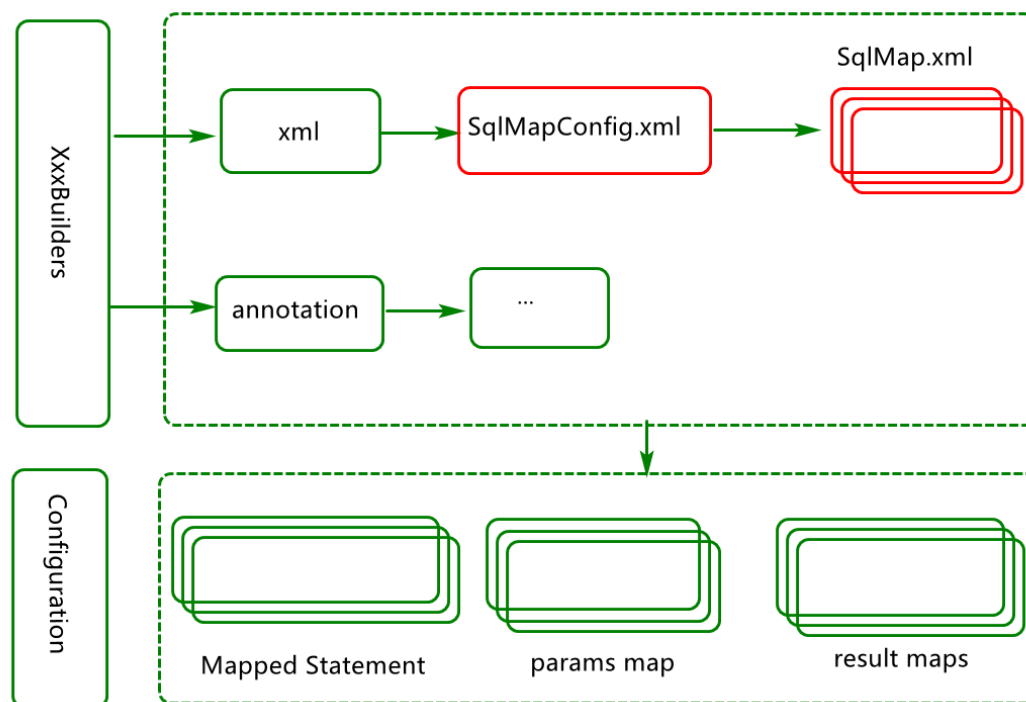 XxxBuilders
SqlMap.xml
xml
SqlMapConfig.xml
annotation
...
Configuration
Mapped Statement
params map
result maps